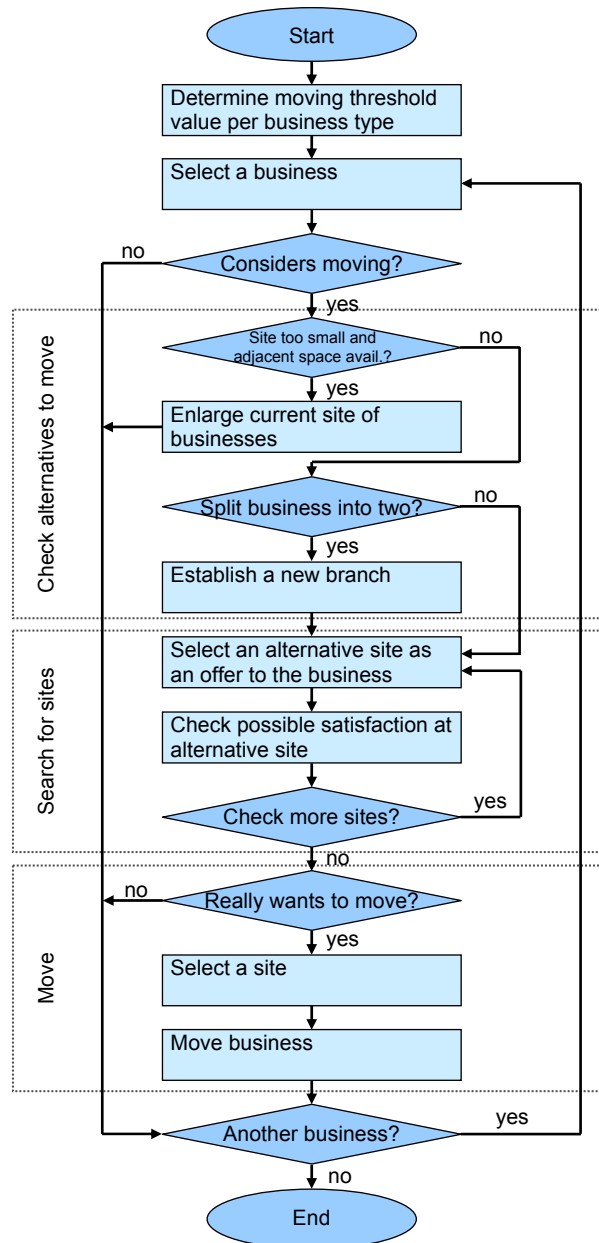 Start
Determine moving threshold
value per business type
Select a business
no
Considers moving?
yes
Check alternatives to move
Site too small and
adjacent space avail.?
no
yes
Enlarge current site of
businesses
Split business into two?
no
yes
Establish a new branch
Search for sites
Select an alternative site as
an offer to the business
Check possible satisfaction at
alternative site
Check more sites?
yes
no
Move
no
Really wants to move?
yes
Select a site
Move business
Another business?
yes
no
End